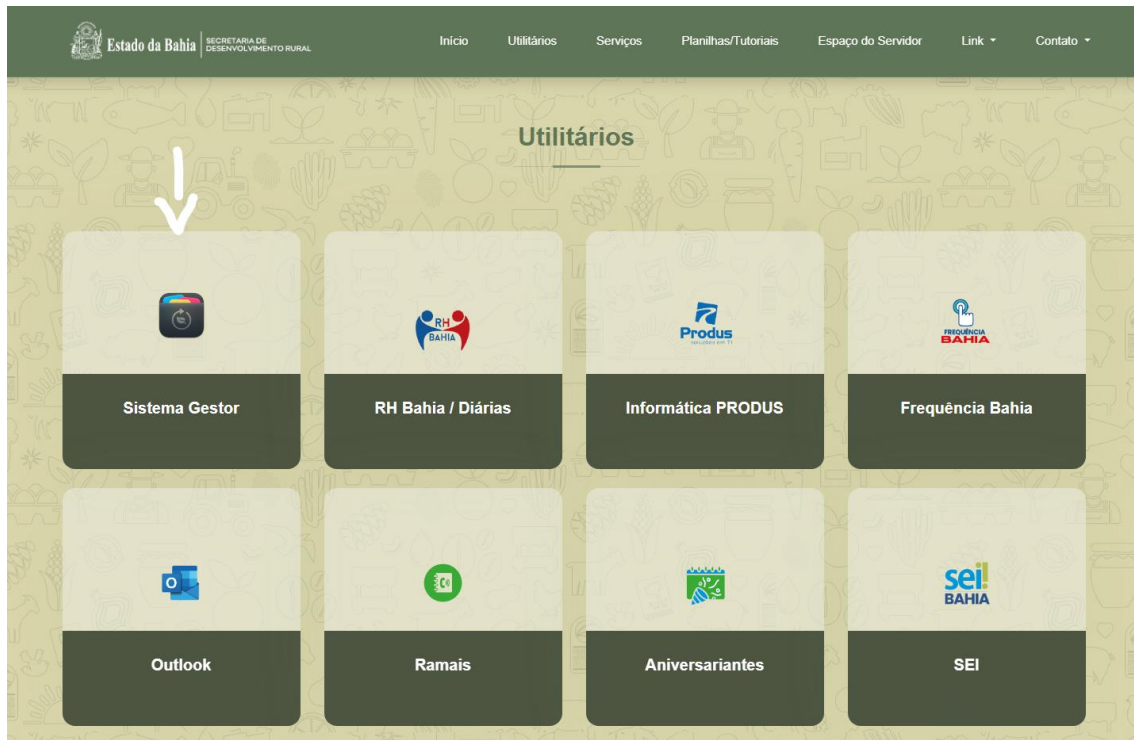 Estado da Bahia
SECRETARIA DE
DESENVOLVIMENTO RURAL
Início
Utilitários
Serviços
Planilhas/Tutoriais
Espaço do Servidor
Link
Contato
Utilitários
RH
BAHIA
Produs
FREQUÊNCIA
BAHIA
Sistema Gestor
RH Bahia / Diárias
Informática PRODUS
Frequência Bahia
sei!
BAHIA
Outlook
Ramais
Aniversariantes
SEI